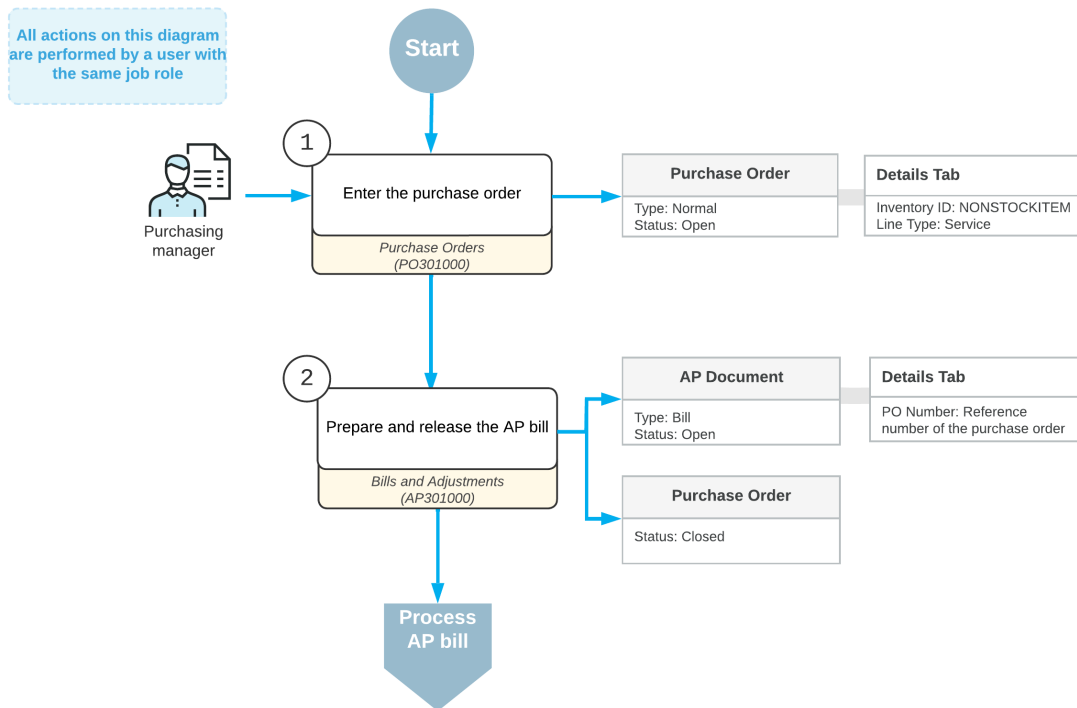 All actions on this diagram
are performed by a user with
the same job role
Start
1
Enter the purchase order
Purchase Orders
(PO301000)
Purchasing
manager
Purchase Order
Type: Normal
Status: Open
Details Tab
Inventory ID: NONSTOCKITEM
Line Type: Service
2
Prepare and release the AP bill
Bills and Adjustments
(AP301000)
AP Document
Type: Bill
Status: Open
Details Tab
PO Number: Reference
number of the purchase order
Purchase Order
Status: Closed
Process
AP bill